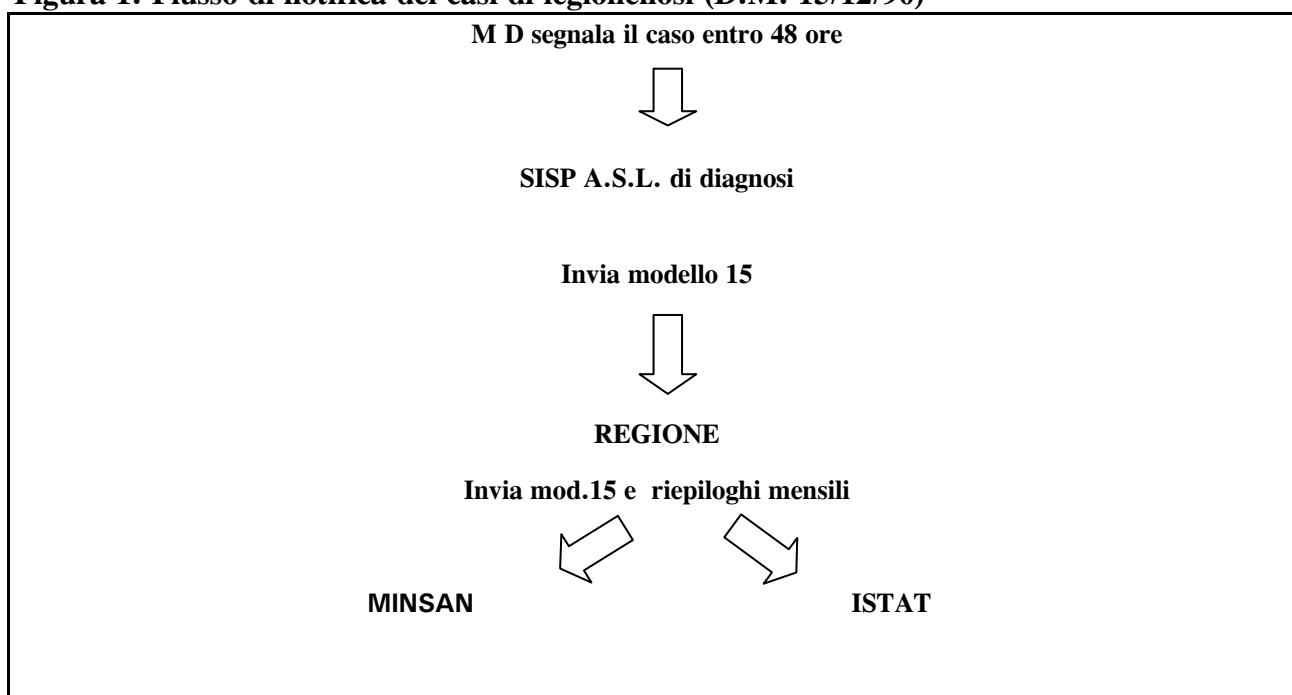 Figura 1: Flusso di notifica dei casi di legionellosi (D.M. 15/12/90)
M D segnala il caso entro 48 ore
SISP A.S.L. di diagnosi
Invia modello 15
REGIONE
Invia mod.15 e riepiloghi mensili
MINSAN
ISTAT